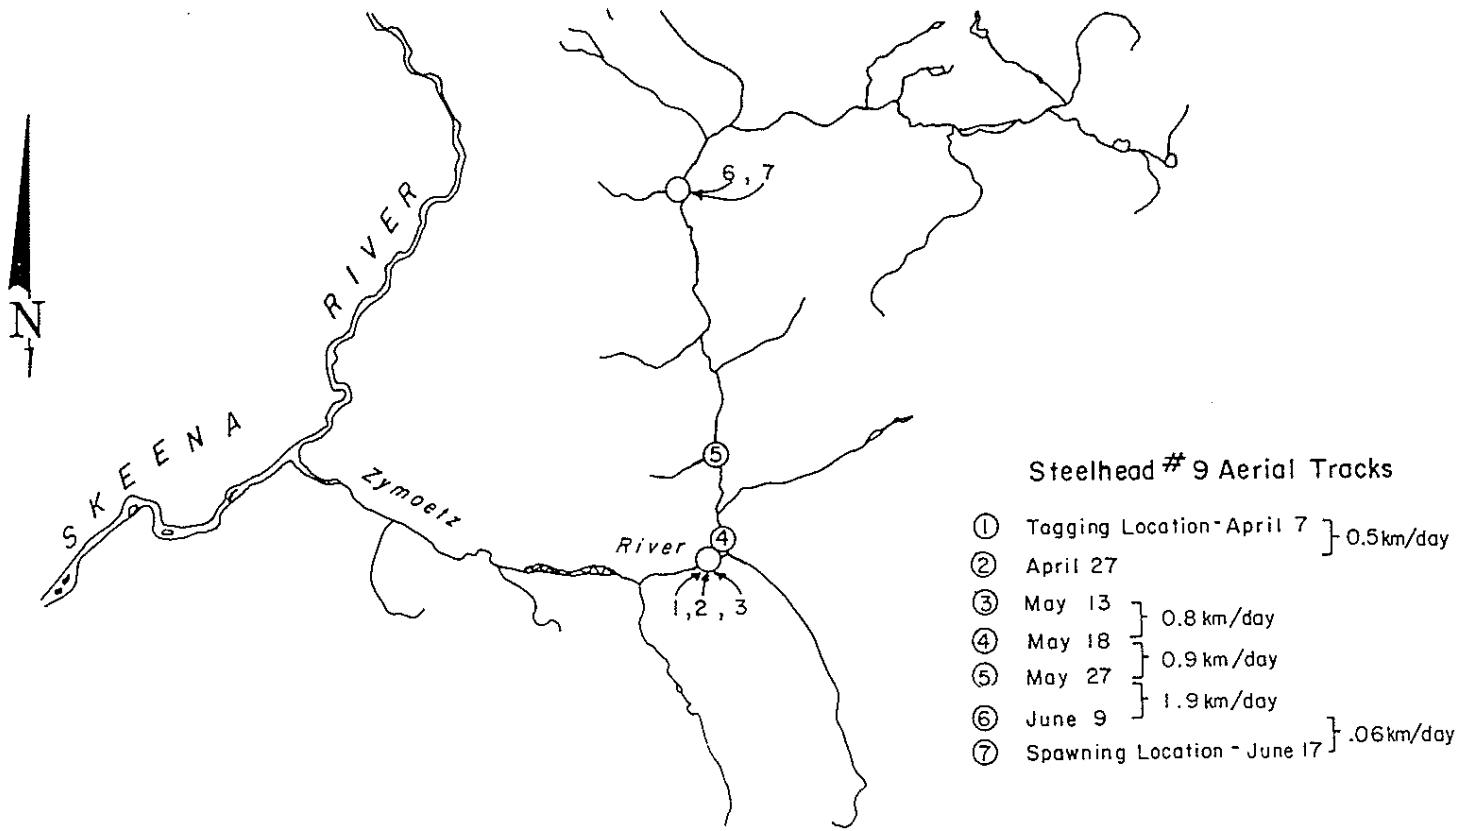 6, 7
N
SKEENA RIVER
Zymoetz River
5
4
1, 2, 3
Steelhead # 9 Aerial Tracks
1 Tagging Location - April 7 0.5 km/day
2 April 27
3 May 13
0.8 km/day
4 May 18
0.9 km/day
5 May 27
1.9 km/day
6 June 9
7 Spawning Location - June 17 .06 km/day